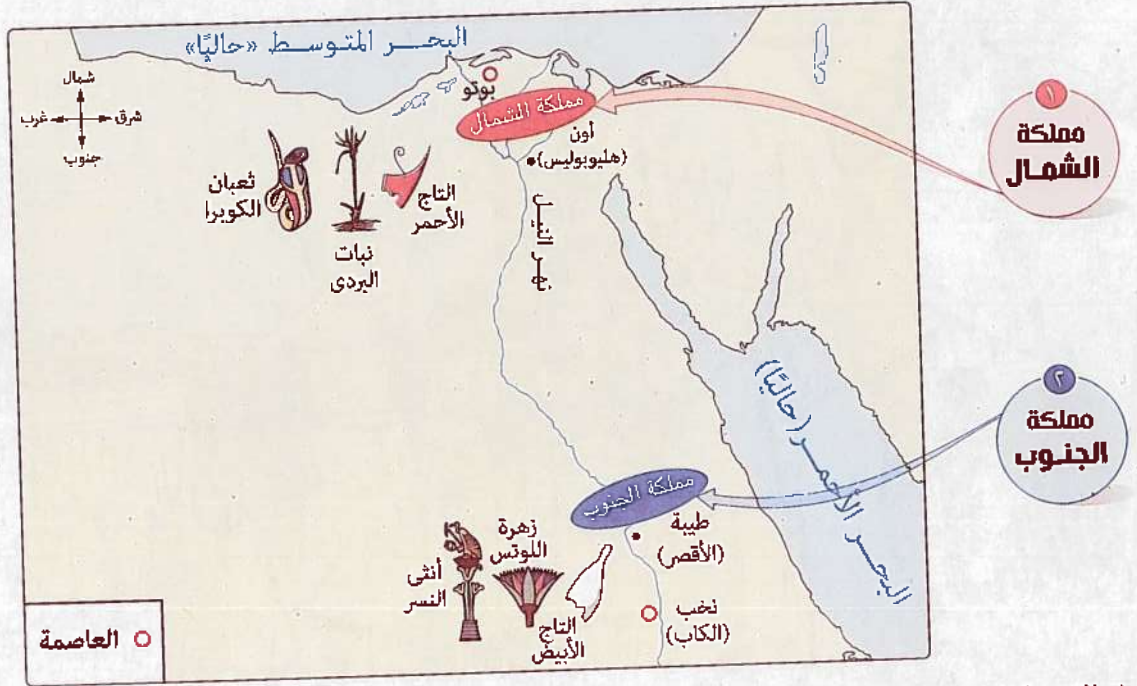 البحر المتوسط «حاليًا»
شمال
شرق
غرب
جنوب
بوتو
مملكة الشمال
أون
(هليوبوليس)
نهر النيل
ثعبان
الكوبرا
نبات
البردى
التاج
الأحمر
١
مملكة
الشمال
٢
مملكة
الجنوب
البحر الأحمر (حاليًا)
مملكة الجنوب
طيبة
(الأقصر)
نخب
(الكاب)
زهرة
اللوتس
أنثى
النسر
التاج
الأبيض
العاصمة